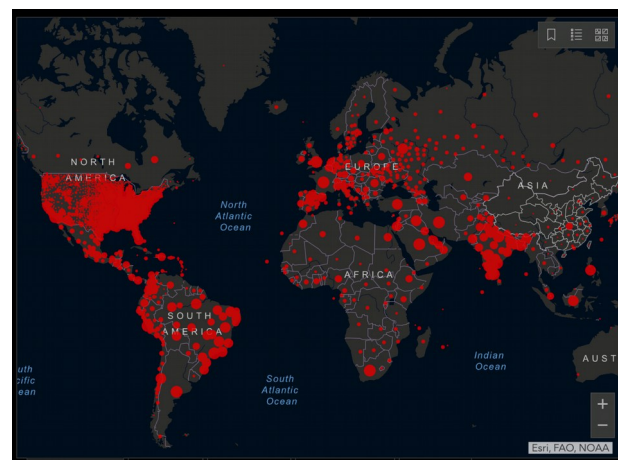 NORTH
AMERICA
North
Atlantic
Ocean
EUROPE
ASIA
AFRICA
SOUTH
AMERICA
Indian
Ocean
AUST
uth
cific
ean
South
Atlantic
Ocean
+
−
Esri, FAO, NOAA